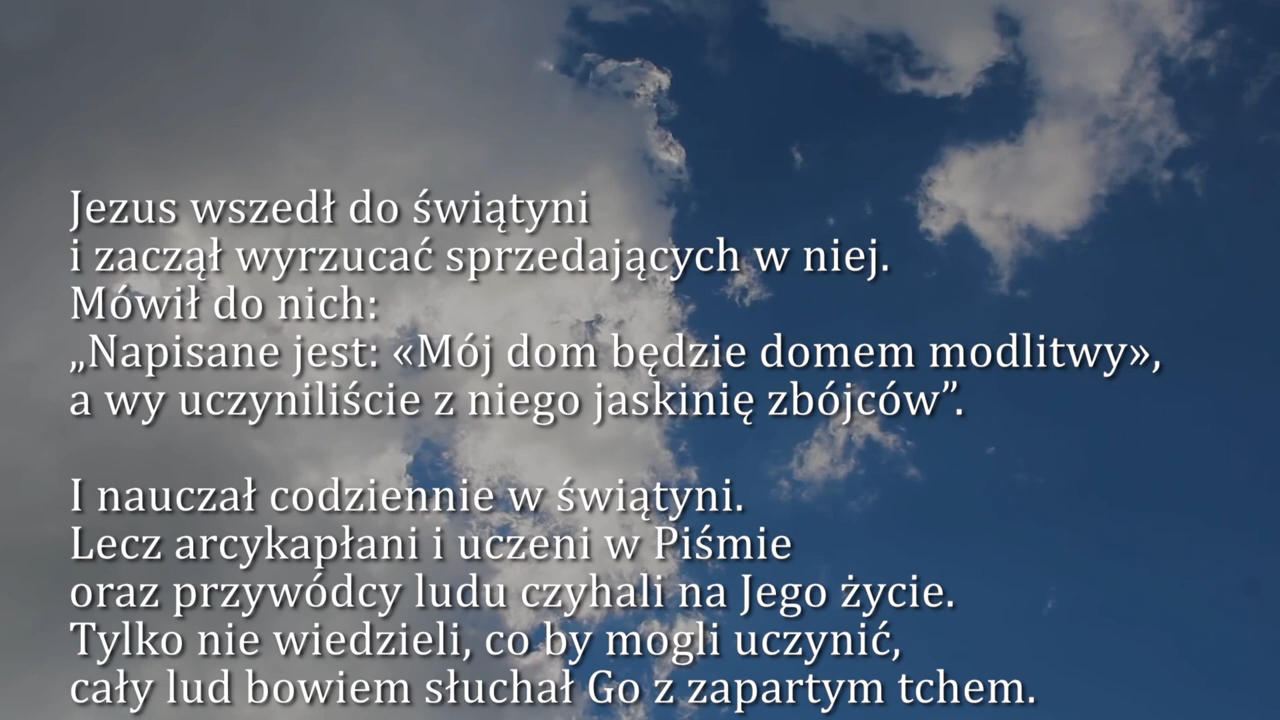 Jezus wszedł do świątyni
i zaczął wyrzucać sprzedających w niej.
Mówił do nich:
„Napisane jest: «Mój dom będzie domem modlitwy»,
a wy uczyniliście z niego jaskinię zbójców”.
I nauczał codziennie w świątyni.
Lecz arcykapłani i uczeni w Piśmie
oraz przywódcy ludu czyhali na Jego życie.
Tylko nie wiedzieli, co by mogli uczynić,
cały lud bowiem słuchał Go z zapartym tchem.